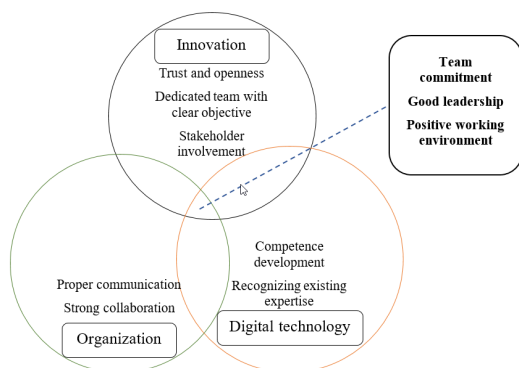 Innovation
Trust and openness
Dedicated team with
clear objective
Stakeholder
involvement
Team
commitment
Good leadership
Positive working
environment
Proper communication
Strong collaboration
Organization
Competence
development
Recognizing existing
expertise
Digital technology